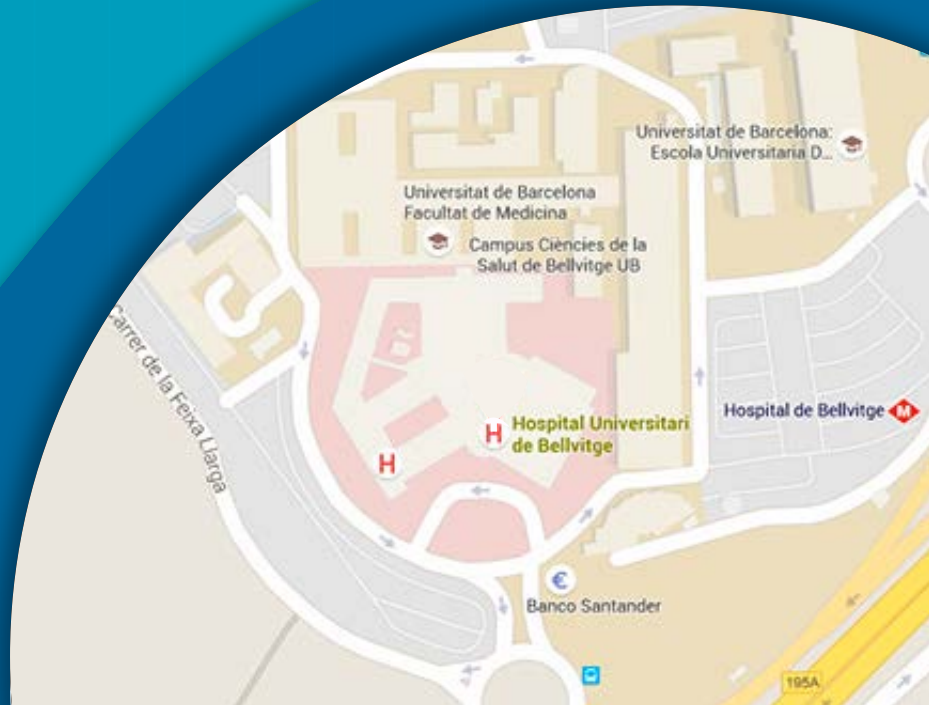 Universitat de Barcelona:
Escola Universitaria D...
Universitat de Barcelona
Facultat de Medicina
Campus Ciències de la
Salut de Bellvitge UB
Carrer de la Feixa Llarga
Hospital de Bellvitge M
H Hospital Universitari
de Bellvitge
H
€
Banco Santander
195A